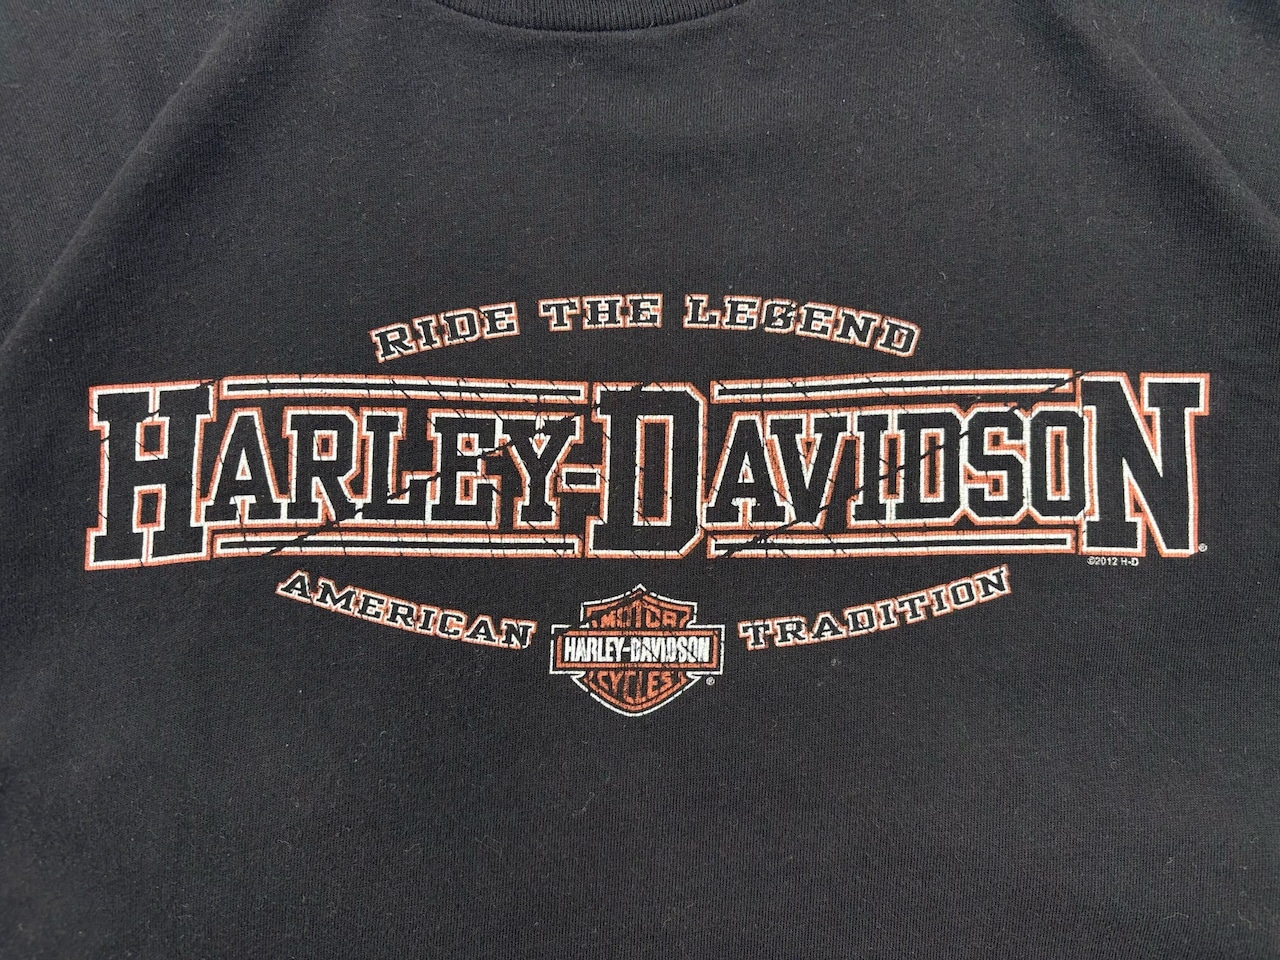 RIDE THE LEGEND
HARLEY-DAVIDSON®
©2012 H-D
AMERICAN TRADITION
MOTOR
HARLEY-DAVIDSON
CYCLES
®